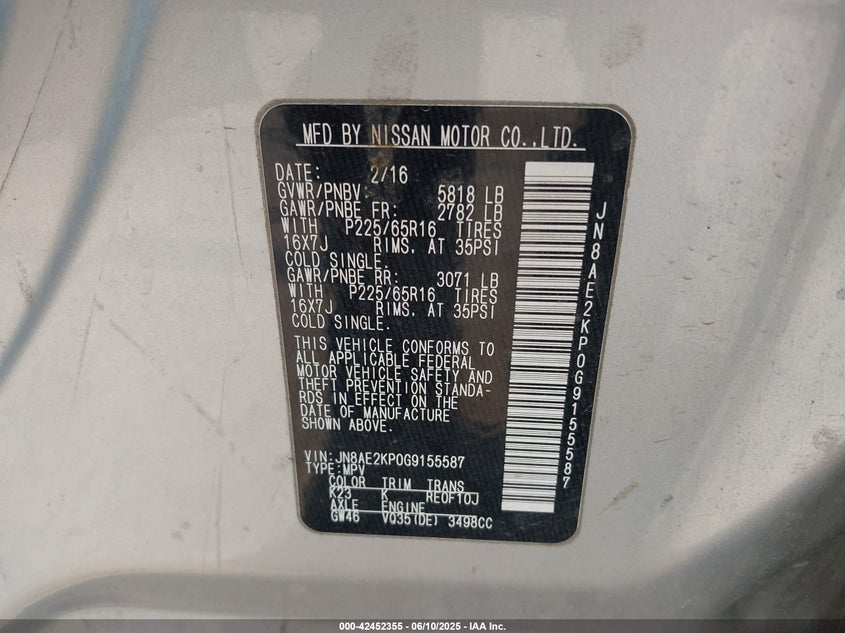 MFD BY NISSAN MOTOR CO.,LTD.
DATE: 2/16
GVWR/PNBV: 5818 LB
GAWR/PNBE FR: 2782 LB
WITH P225/65R16 TIRES
16X7J RIMS. AT 35PSI
COLD SINGLE.
GAWR/PNBE RR: 3071 LB
WITH P225/65R16 TIRES
16X7J RIMS. AT 35PSI
COLD SINGLE.
THIS VEHICLE CONFORMS TO
ALL APPLICABLE FEDERAL
MOTOR VEHICLE SAFETY AND
THEFT PREVENTION STANDA-
RDS IN EFFECT ON THE
DATE OF MANUFACTURE
SHOWN ABOVE.
VIN:JN8AE2KP0G9155587
TYPE:MPV
COLOR TRIM TRANS
K23 K RE0F10J
AXLE ENGINE
GW46 VQ35(DE) 3498CC
JN8AE2KP0G9155587
000-42452355 | 06/10/2025 - IAA Inc.